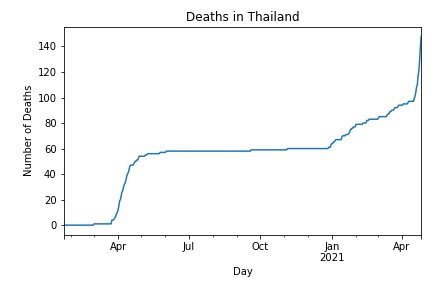 Deaths in Thailand
140
120
100
80
60
40
20
0
Number of Deaths
Apr
Jul
Oct
Jan
2021
Apr
Day